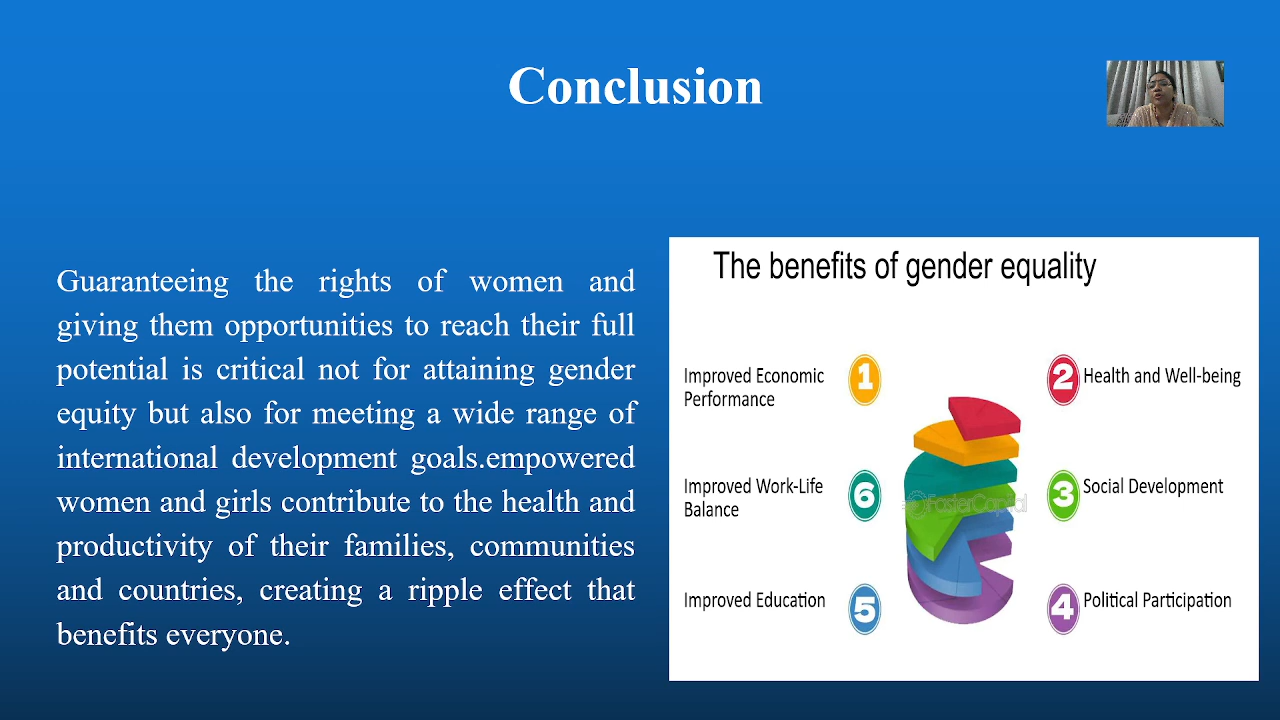 Conclusion
Guaranteeing the rights of women and
giving them opportunities to reach their full
potential is critical not for attaining gender
equity but also for meeting a wide range of
international development goals.empowered
women and girls contribute to the health and
productivity of their families, communities
and countries, creating a ripple effect that
benefits everyone.
The benefits of gender equality
Improved Economic
Performance
1
2
Health and Well-being
Improved Work-Life
Balance
6
3
Social Development
FasterCapital
Improved Education
5
4
Political Participation